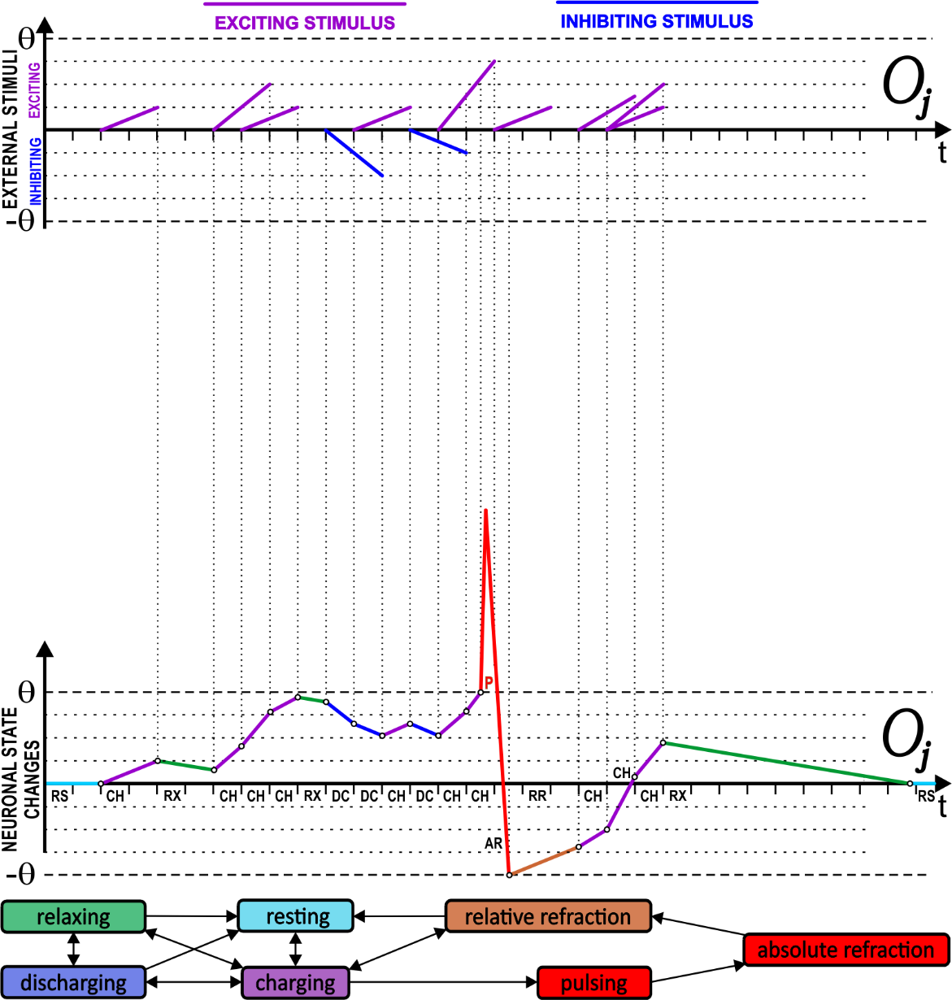 EXCITING STIMULUS
INHIBITING STIMULUS
θ
EXTERNAL STIMULI
EXCITING
INHIBITING
Oj
t
-θ
θ
P
NEURONAL STATE
CHANGES
Oj
CH
RS CH RX CH CH CH RX DC DC CH DC CH CH RR CH CH RX RS
t
AR
-θ
relaxing resting relative refraction
absolute refraction
discharging charging pulsing